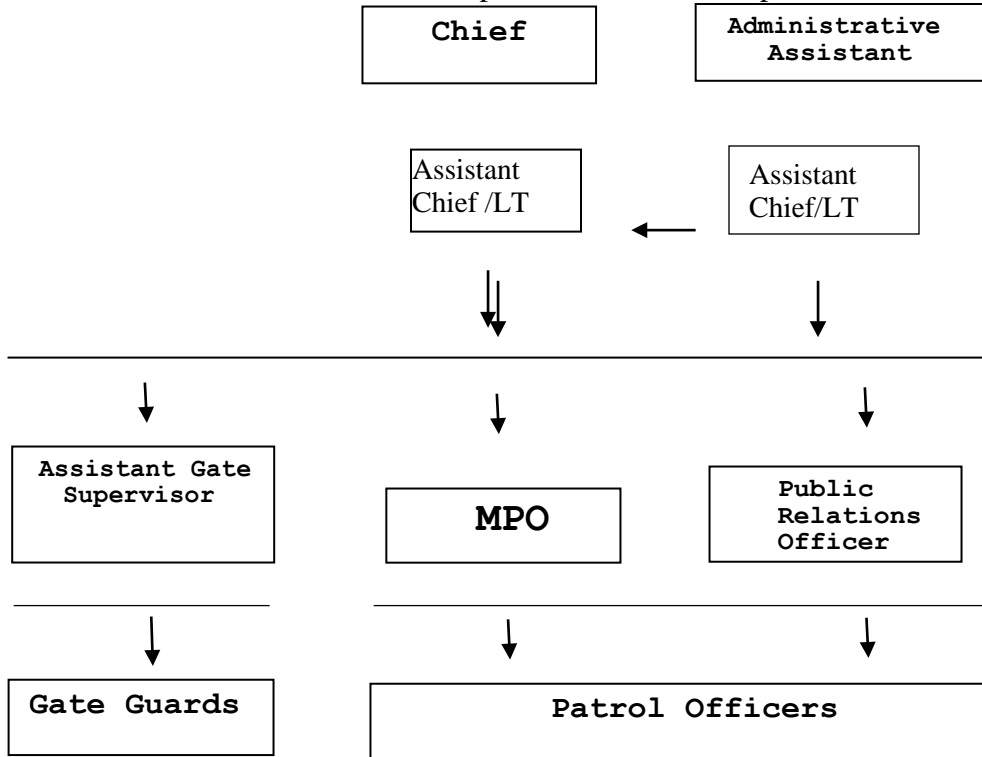 Chief
Administrative
Assistant
Assistant
Chief /LT
Assistant
Chief/LT
Assistant Gate
Supervisor
MPO
Public
Relations
Officer
Gate Guards
Patrol Officers